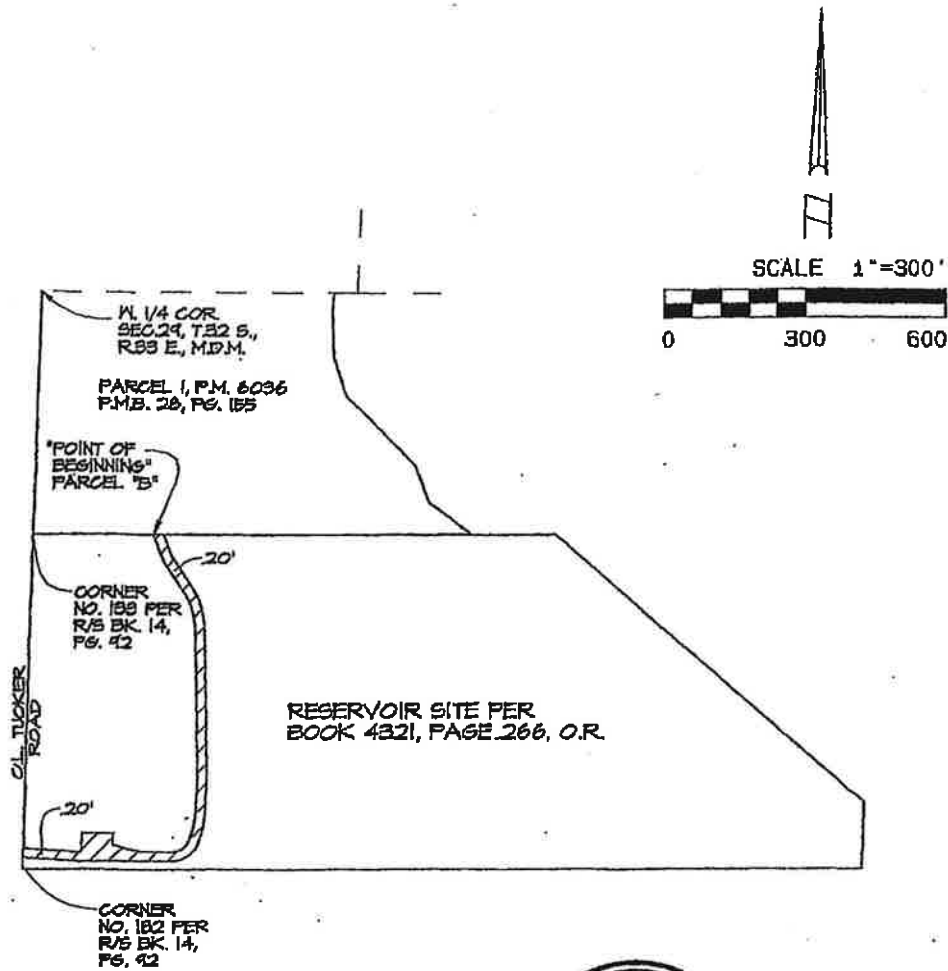 SCALE 1"=300'
0 300 600
W. 1/4 COR.
SEC.29, T.32 S.,
R.33 E., M.D.M.
PARCEL 1, P.M. 6036
P.M.B. 28, PG. 155
"POINT OF
BEGINNING"
PARCEL "B"
20'
CORNER
NO. 183 PER
R/S BK. 14,
PG. 92
C/L TUCKER
ROAD
RESERVOIR SITE PER
BOOK 4321, PAGE 266, O.R.
20'
CORNER
NO. 182 PER
R/S BK. 14,
PG. 92